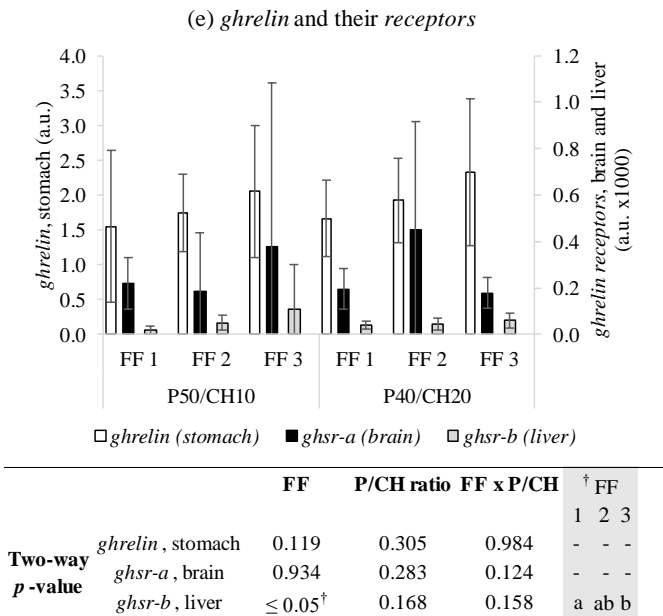 (e) ghrelin and their receptors
ghrelin, stomach (a.u.)
4.0
3.5
3.0
2.5
2.0
1.5
1.0
0.5
0.0
1.2
1.0
0.8
0.6
0.4
0.2
0.0
ghrelin receptors, brain and liver
(a.u. x1000)
FF 1 FF 2 FF 3 FF 1 FF 2 FF 3
P50/CH10 P40/CH20
ghrelin (stomach) ghsr-a (brain) ghsr-b (liver)
FF P/CH ratio FF x P/CH † FF
1 2 3
Two-way p -value
ghrelin , stomach 0.119 0.305 0.984 - - -
ghsr-a , brain 0.934 0.283 0.124 - - -
ghsr-b , liver ≤ 0.05† 0.168 0.158 a ab b